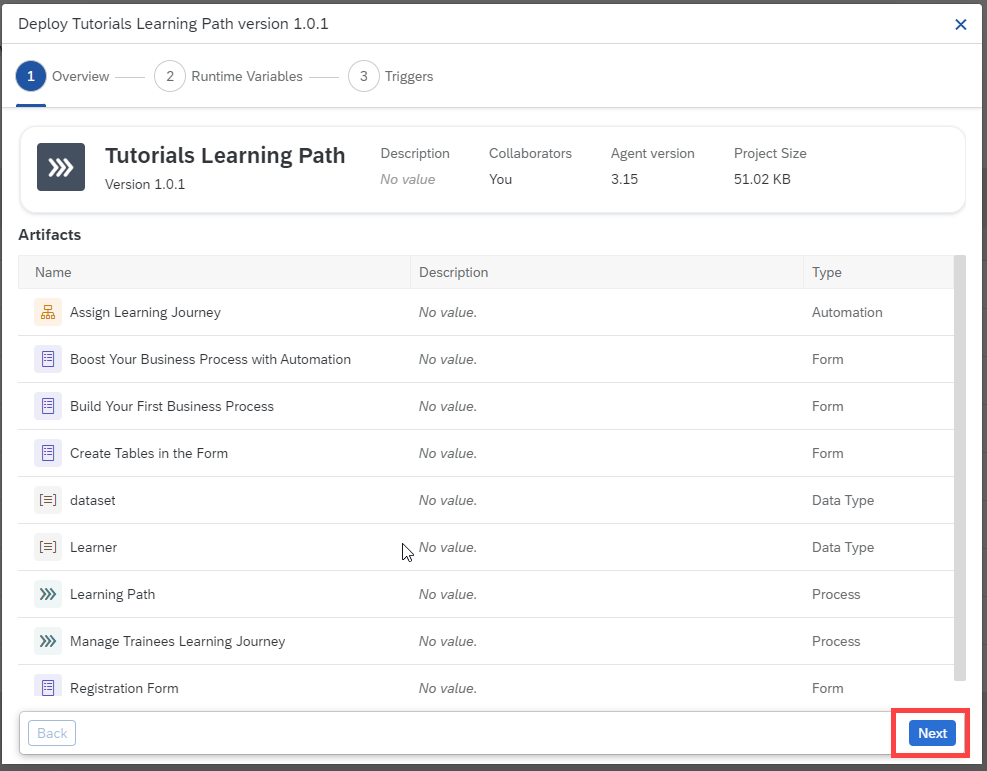 Deploy Tutorials Learning Path version 1.0.1
1 Overview 2 Runtime Variables 3 Triggers
Tutorials Learning Path Description Collaborators Agent version Project Size
Version 1.0.1 No value You 3.15 51.02 KB
Artifacts
Name Description Type
Assign Learning Journey No value. Automation
Boost Your Business Process with Automation No value. Form
Build Your First Business Process No value. Form
Create Tables in the Form No value. Form
dataset No value. Data Type
Learner No value. Data Type
Learning Path No value. Process
Manage Trainees Learning Journey No value. Process
Registration Form No value. Form
Back Next